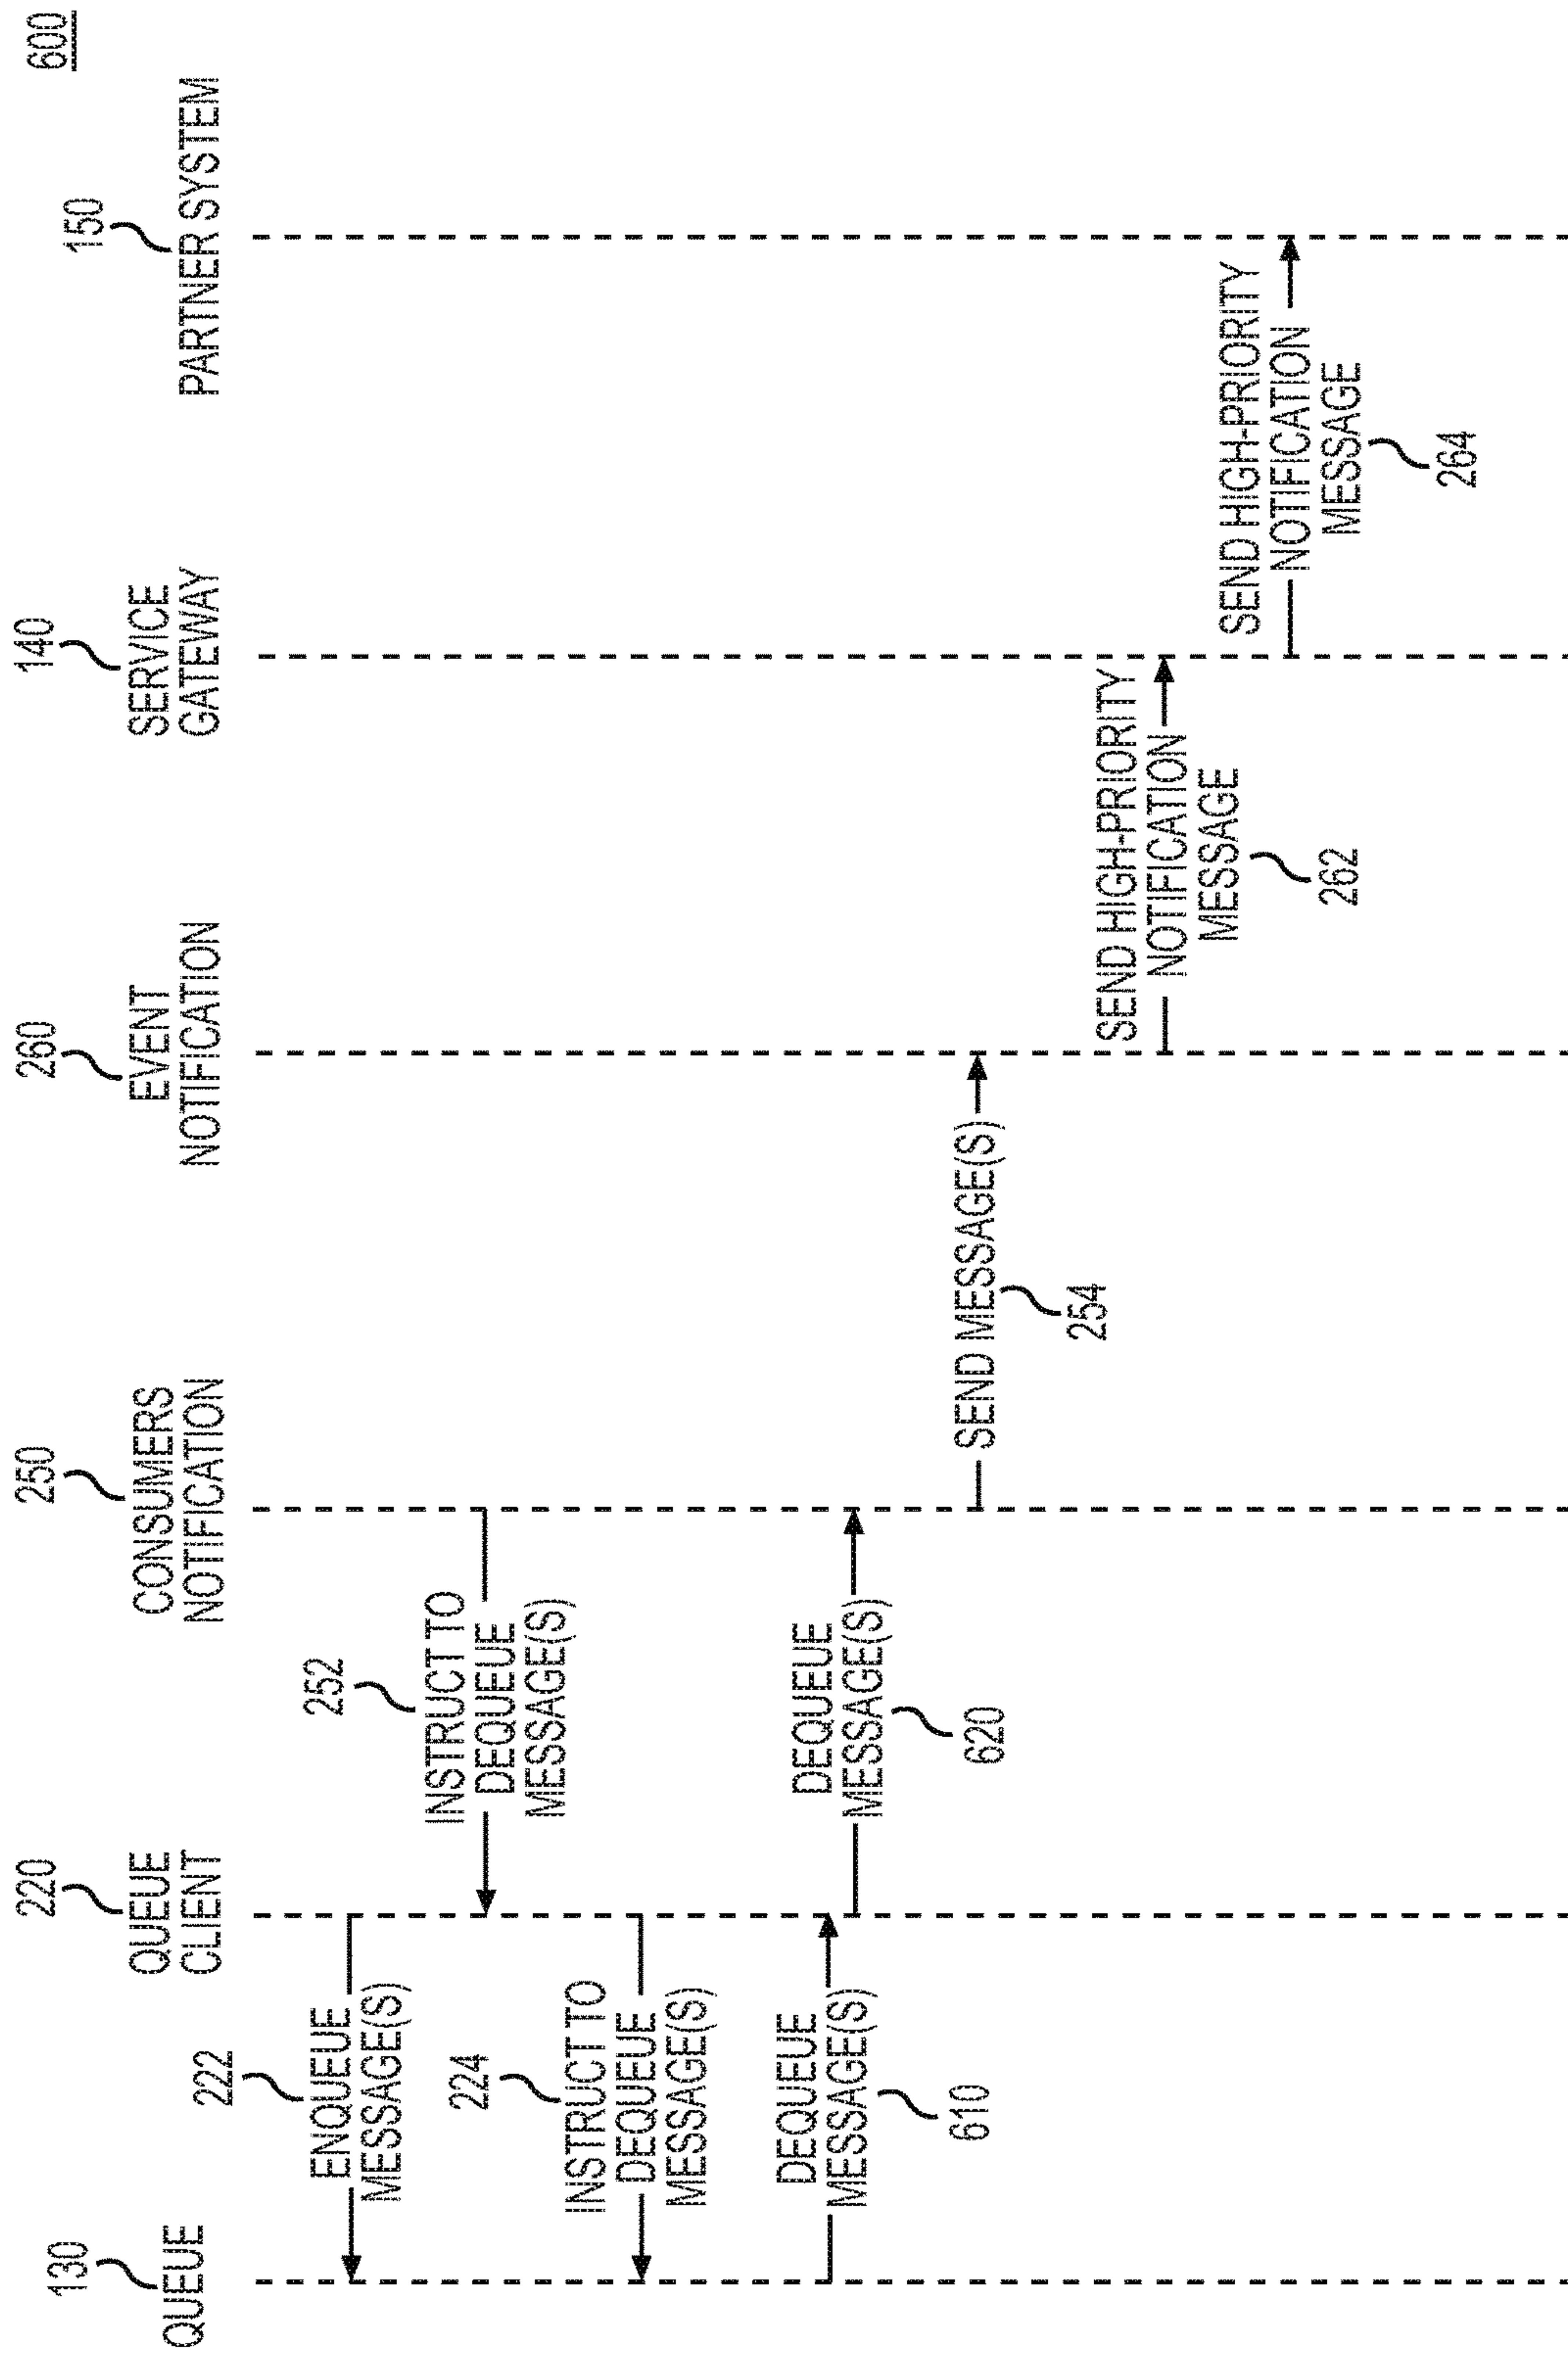 600
130
QUEUE
220
QUEUE
CLIENT
250
CONSUMERS
NOTIFICATION
260
EVENT
NOTIFICATION
140
SERVICE
GATEWAY
150
PARTNER SYSTEM
222
ENQUEUE
MESSAGE(S)
252
INSTRUCT TO
DEQUEUE
MESSAGE(S)
224
INSTRUCT TO
DEQUEUE
MESSAGE(S)
DEQUEUE
MESSAGE(S)
610
DEQUEUE
MESSAGE(S)
620
SEND MESSAGE(S)
254
SEND HIGH-PRIORITY
NOTIFICATION
MESSAGE
262
SEND HIGH-PRIORITY
NOTIFICATION
MESSAGE
264